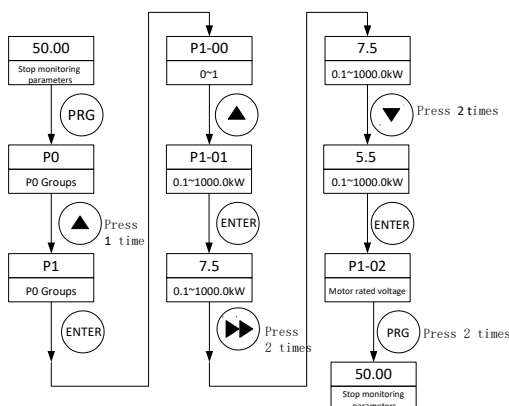 50.00
Stop monitoring
parameters
PRG
P0
P0 Groups
Press
1 time
P1
P0 Groups
ENTER
P1-00
0~1
P1-01
0.1~1000.0kW
ENTER
7.5
0.1~1000.0kW
Press
2 times
7.5
0.1~1000.0kW
Press 2 times
5.5
0.1~1000.0kW
ENTER
P1-02
Motor rated voltage
PRG
Press 2 times
50.00
Stop monitoring
parameters